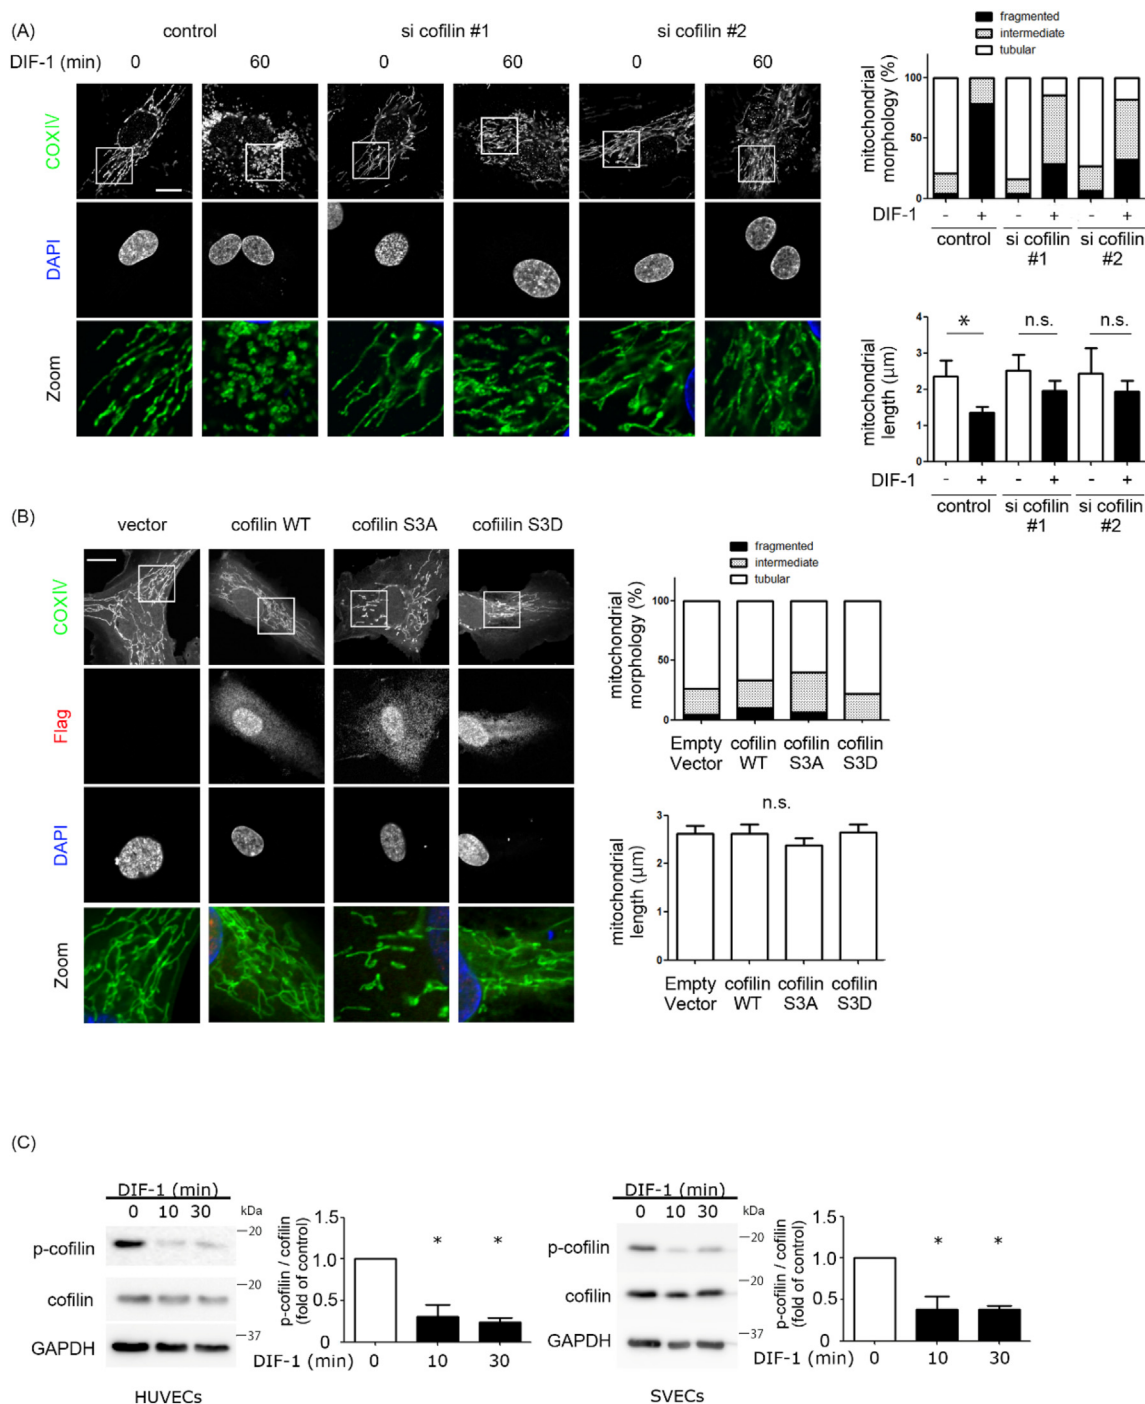 (A)
control
si cofilin #1
si cofilin #2
DIF-1 (min)
0
60
0
60
0
60
COXIV
DAPI
Zoom
fragmented
intermediate
tubular
mitochondrial
morphology (%)
100
50
0
DIF-1
- + - + - +
control
si cofilin
#1
si cofilin
#2
mitochondrial
length (μm)
4
3
2
1
0
*
n.s.
n.s.
DIF-1
- + - + - +
control
si cofilin
#1
si cofilin
#2
(B)
vector
cofilin WT
cofilin S3A
cofiilin S3D
COXIV
Flag
DAPI
Zoom
fragmented
intermediate
tubular
mitochondrial
morphology (%)
100
50
0
Empty
Vector
cofilin
WT
cofilin
S3A
cofilin
S3D
mitochondrial
length (μm)
n.s.
3
2
1
0
Empty
Vector
cofilin
WT
cofilin
S3A
cofilin
S3D
(C)
DIF-1 (min)
0 10 30
kDa
p-cofilin
—20
cofilin
—20
GAPDH
—37
HUVECs
p-cofilin / cofilin
(fold of control)
1.5
1.0
0.5
0
*
*
DIF-1 (min)
0
10
30
DIF-1 (min)
0 10 30
kDa
p-cofilin
—20
cofilin
—20
GAPDH
—37
SVECs
p-cofilin / cofilin
(fold of control)
1.5
1.0
0.5
0
*
*
DIF-1 (min)
0
10
30